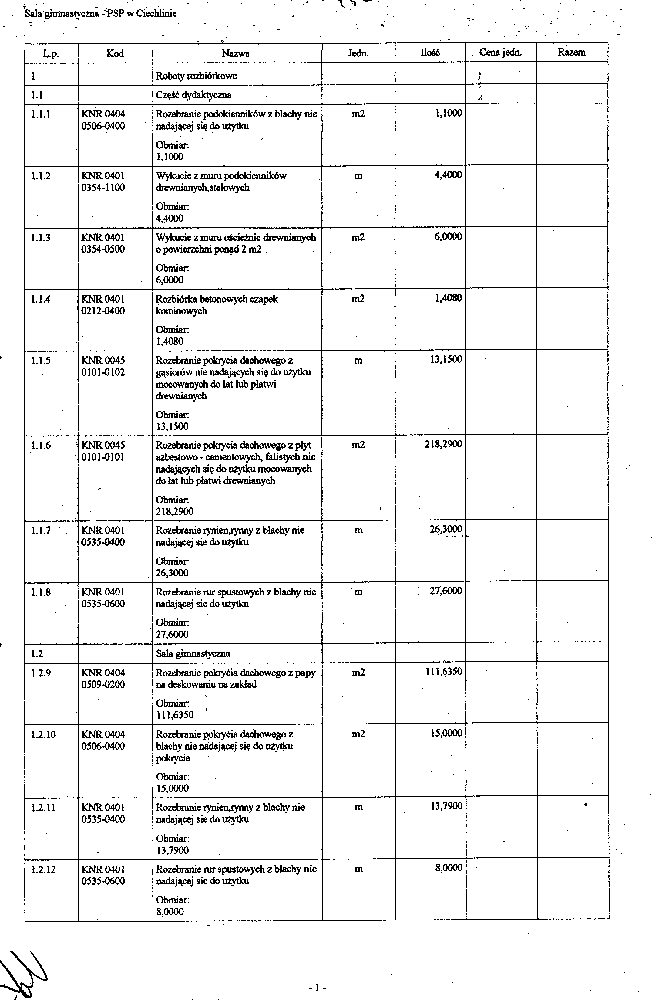 Sala gimnastyczna - PSP w Ciechlinie
L.p. Kod Nazwa Jedn. Ilość Cena jedn. Razem
1 Roboty rozbiórkowe
1.1 Część dydaktyczna
1.1.1 KNR 0404 Rozebranie podokienników z blachy nie m2 1,1000
0506-0400 nadającej się do użytku
Obmiar:
1,1000
1.1.2 KNR 0401 Wykucie z muru podokienników m 4,4000
0354-1100 drewnianych,stalowych
Obmiar:
4,4000
1.1.3 KNR 0401 Wykucie z muru ościeżnic drewnianych m2 6,0000
0354-0500 o powierzchni ponad 2 m2
Obmiar:
6,0000
1.1.4 KNR 0401 Rozbiórka betonowych czapek m2 1,4080
0212-0400 kominowych
Obmiar:
1,4080
1.1.5 KNR 0045 Rozebranie pokrycia dachowego z m 13,1500
0101-0102 gąsiorów nie nadających się do użytku
mocowanych do łat lub płatwi
drewnianych
Obmiar:
13,1500
1.1.6 KNR 0045 Rozebranie pokrycia dachowego z płyt m2 218,2900
0101-0101 azbestowo - cementowych, falistych nie
nadających się do użytku mocowanych
do łat lub płatwi drewnianych
Obmiar:
218,2900
1.1.7 KNR 0401 Rozebranie rynien,rynny z blachy nie m 26,3000
0535-0400 nadającej sie do użytku
Obmiar:
26,3000
1.1.8 KNR 0401 Rozebranie rur spustowych z blachy nie m 27,6000
0535-0600 nadającej sie do użytku
Obmiar:
27,6000
1.2 Sala gimnastyczna
1.2.9 KNR 0404 Rozebranie pokrycia dachowego z papy m2 111,6350
0509-0200 na deskowaniu na zakład
Obmiar:
111,6350
1.2.10 KNR 0404 Rozebranie pokrycia dachowego z m2 15,0000
0506-0400 blachy nie nadającej się do użytku
pokrycie
Obmiar:
15,0000
1.2.11 KNR 0401 Rozebranie rynien,rynny z blachy nie m 13,7900
0535-0400 nadającej sie do użytku
Obmiar:
13,7900
1.2.12 KNR 0401 Rozebranie rur spustowych z blachy nie m 8,0000
0535-0600 nadającej sie do użytku
Obmiar:
8,0000
- 1 -